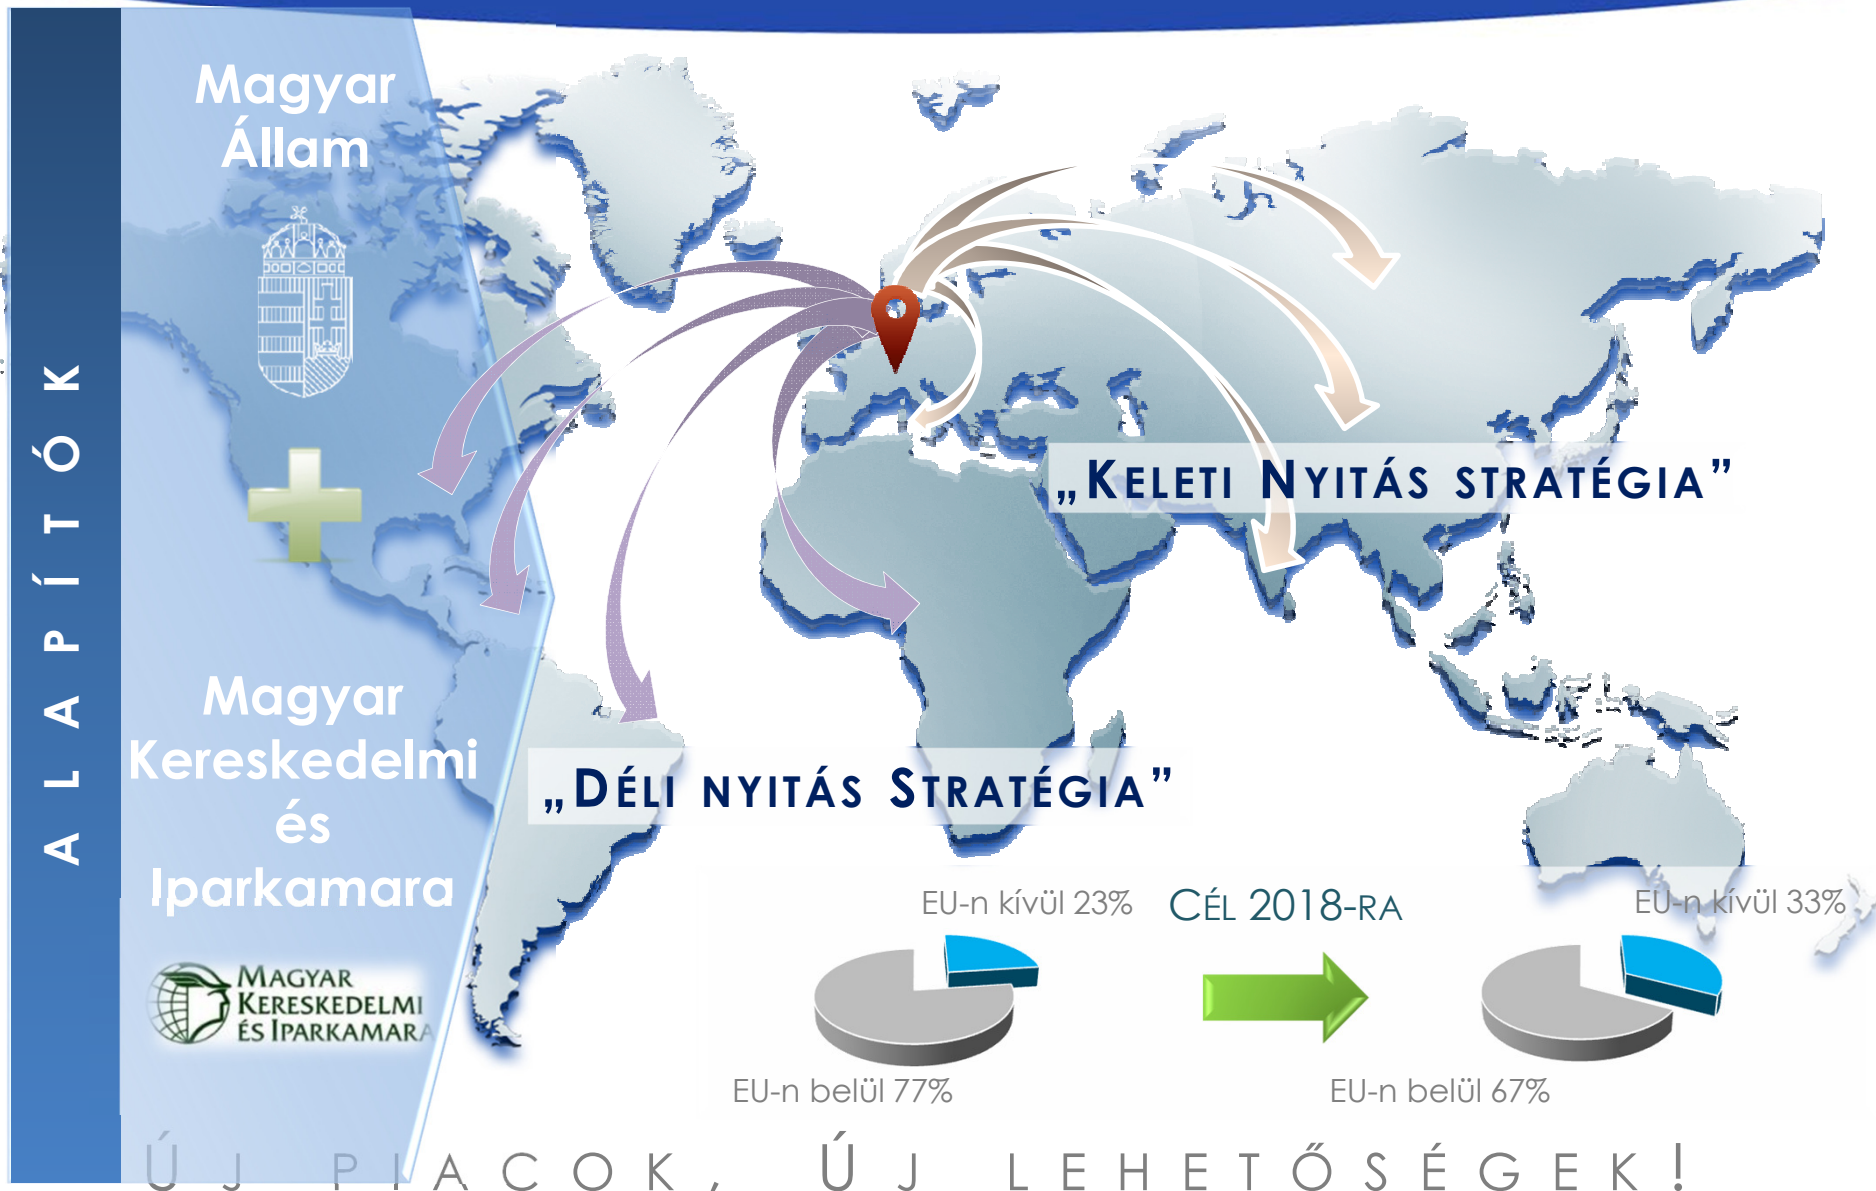 ALAPÍTÓK
Magyar
Állam
Magyar
Kereskedelmi
és
Iparkamara
MAGYAR
KERESKEDELMI
ÉS IPARKAMARA
„KELETI NYITÁS STRATÉGIA”
„DÉLI NYITÁS STRATÉGIA”
EU-n kívül 23%
CÉL 2018-RA
EU-n kívül 33%
EU-n belül 77%
EU-n belül 67%
ÚJ PIACOK, ÚJ LEHETŐSÉGEK!